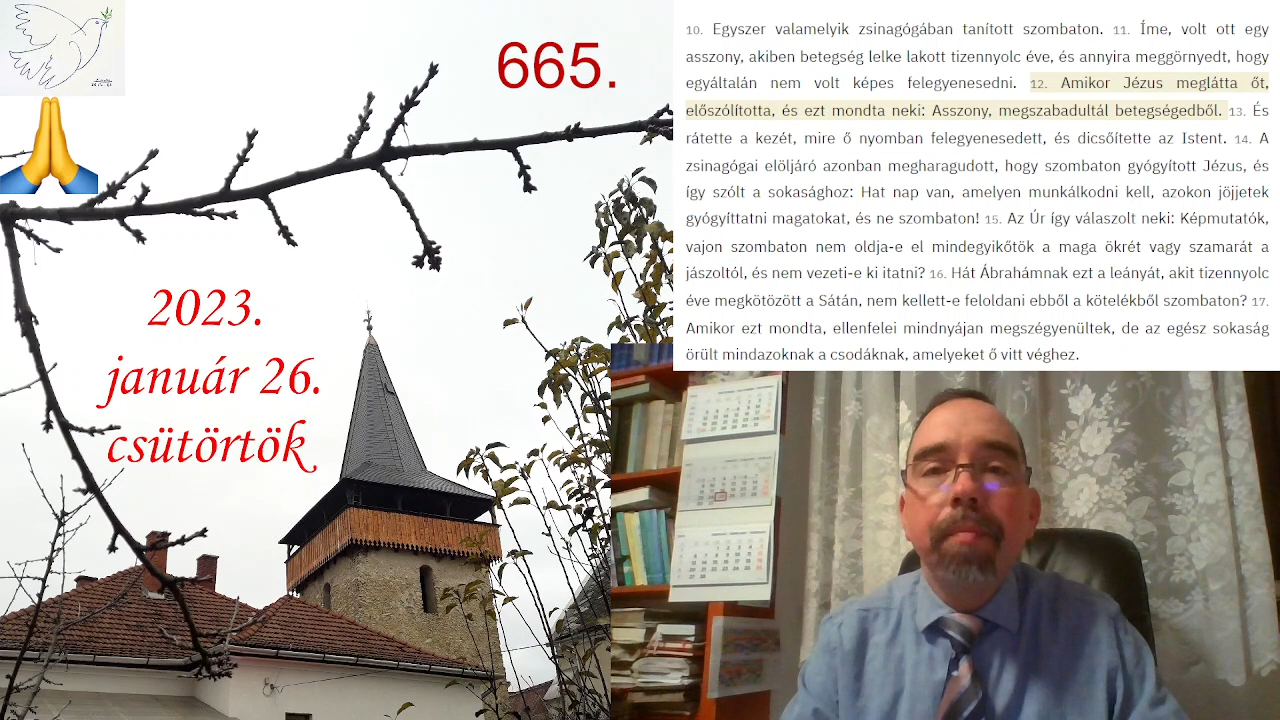 665.
2023.
január 26.
csütörtök
10. Egyszer valamelyik zsinagógában tanított szombaton. 11. Íme, volt ott egy
asszony, akiben betegség lelke lakott tizennyolc éve, és annyira meggörnyedt, hogy
egyáltalán nem volt képes felegyenesedni. 12. Amikor Jézus meglátta őt,
előszólította, és ezt mondta neki: Asszony, megszabadultál betegségedből. 13. És
rátette a kezét, mire ő nyomban felegyenesedett, és dicsőítette az Istent. 14. A
zsinagógai elöljáró azonban megharagudott, hogy szombaton gyógyított Jézus, és
így szólt a sokasághoz: Hat nap van, amelyen munkálkodni kell, azokon jöjjetek
gyógyíttatni magatokat, és ne szombaton! 15. Az Úr így válaszolt neki: Képmutatók,
vajon szombaton nem oldja-e el mindegyikőtök a maga ökrét vagy szamarát a
jászoltól, és nem vezeti-e ki itatni? 16. Hát Ábrahámnak ezt a leányát, akit tizennyolc
éve megkötözött a Sátán, nem kellett-e feloldani ebből a kötelékből szombaton? 17.
Amikor ezt mondta, ellenfelei mindnyájan megszégyenültek, de az egész sokaság
örült mindazoknak a csodáknak, amelyeket ő vitt véghez.